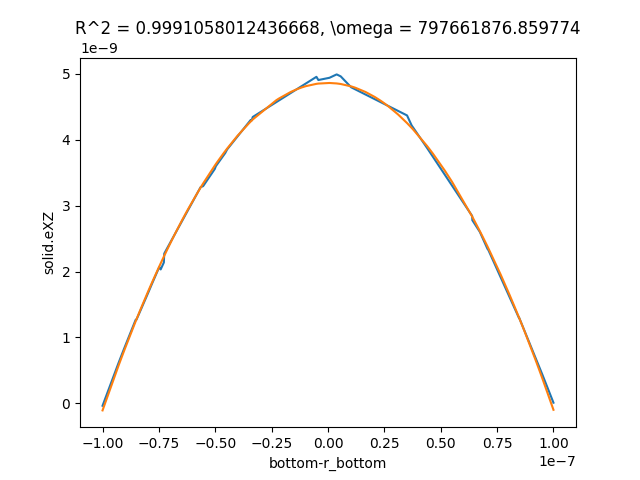 R^2 = 0.9991058012436668, \omega = 797661876.859774
1e−9
5
4
3
2
1
0
solid.eXZ
−1.00 −0.75 −0.50 −0.25 0.00 0.25 0.50 0.75 1.00
bottom-r_bottom 1e−7